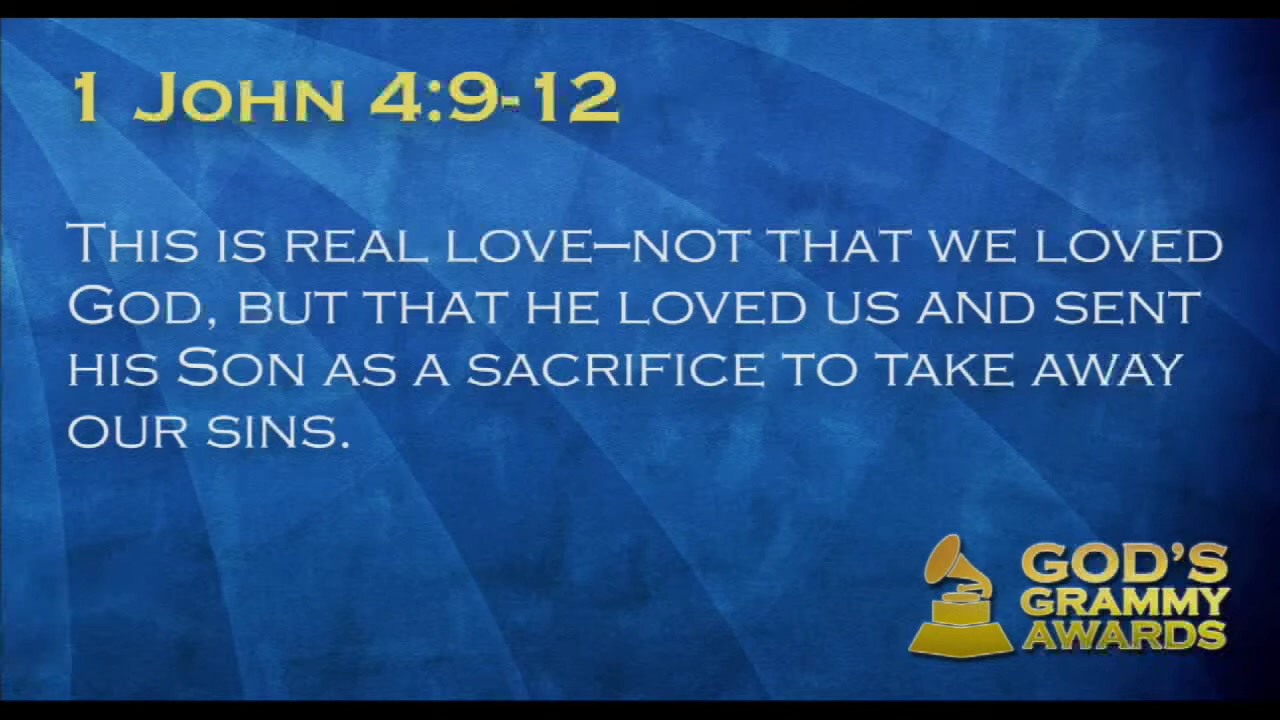 1 John 4:9-12
This is real love—not that we loved
God, but that he loved us and sent
his Son as a sacrifice to take away
our sins.
GOD'S
GRAMMY
AWARDS